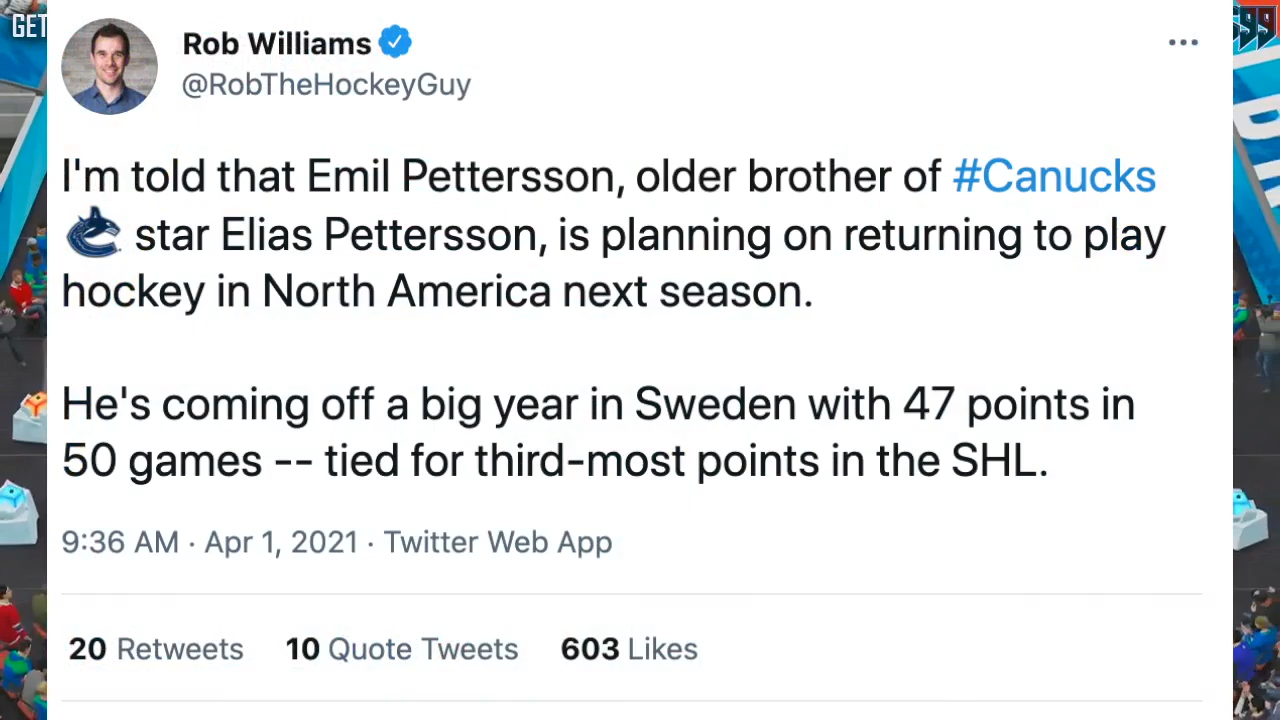 GET
Rob Williams
@RobTheHockeyGuy
I'm told that Emil Pettersson, older brother of #Canucks
star Elias Pettersson, is planning on returning to play
hockey in North America next season.
He's coming off a big year in Sweden with 47 points in
50 games -- tied for third-most points in the SHL.
9:36 AM · Apr 1, 2021 · Twitter Web App
20 Retweets 10 Quote Tweets 603 Likes